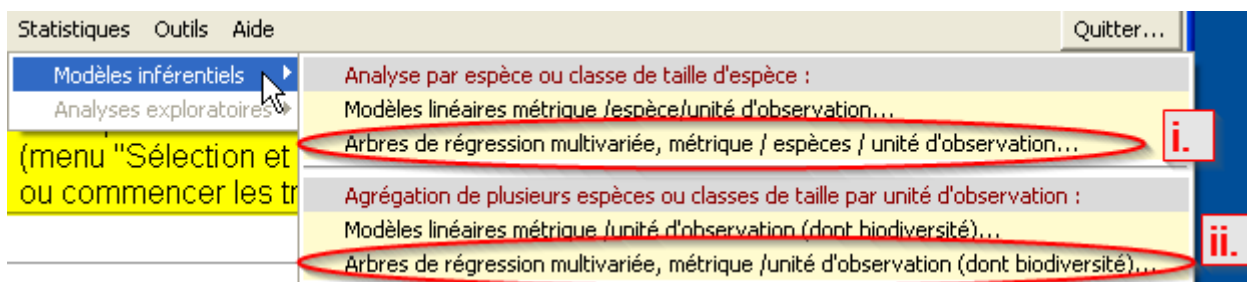 Statistiques Outils Aide Quitter...
Modèles inférentiels
Analyses exploratoires
(menu "Sélection et
ou commencer les tr
Analyse par espèce ou classe de taille d'espèce :
Modèles linéaires métrique /espèce/unité d'observation...
Arbres de régression multivariée, métrique / espèces / unité d'observation...
i.
Agrégation de plusieurs espèces ou classes de taille par unité d'observation :
Modèles linéaires métrique /unité d'observation (dont biodiversité)...
Arbres de régression multivariée, métrique /unité d'observation (dont biodiversité)...
ii.